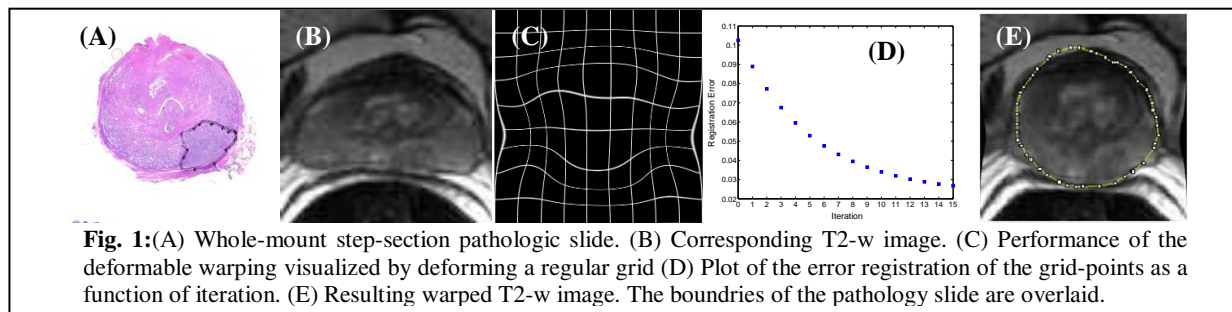 (A)
(B)
(C)
(D)
(E)
0.11
0.1
0.09
0.08
0.07
0.06
0.05
0.04
0.03
0.02
Registration Error
0 1 2 3 4 5 6 7 8 9 10 11 12 13 14 15
Iteration
Fig. 1:(A) Whole-mount step-section pathologic slide. (B) Corresponding T2-w image. (C) Performance of the
deformable warping visualized by deforming a regular grid (D) Plot of the error registration of the grid-points as a
function of iteration. (E) Resulting warped T2-w image. The boundries of the pathology slide are overlaid.